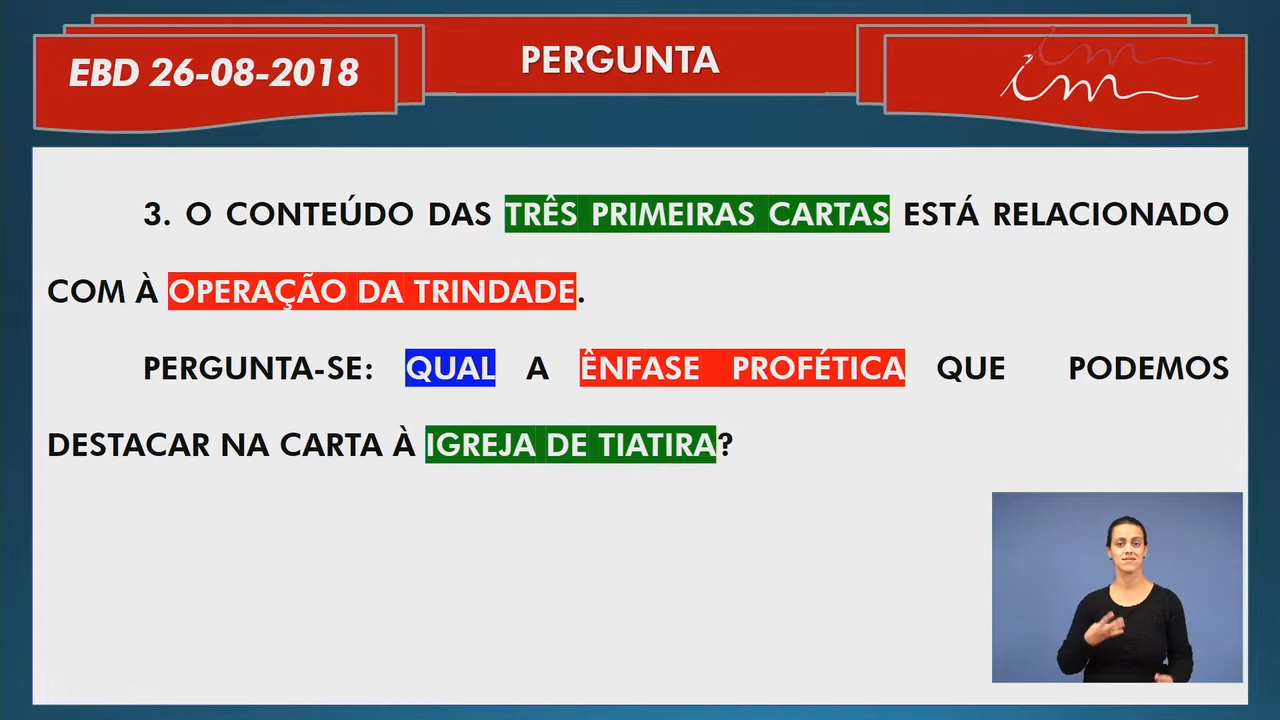 EBD 26-08-2018
PERGUNTA
im
3. O CONTEÚDO DAS TRÊS PRIMEIRAS CARTAS ESTÁ RELACIONADO
COM À OPERAÇÃO DA TRINDADE.
PERGUNTA-SE: QUAL A ÊNFASE PROFÉTICA QUE PODEMOS
DESTACAR NA CARTA À IGREJA DE TIATIRA?